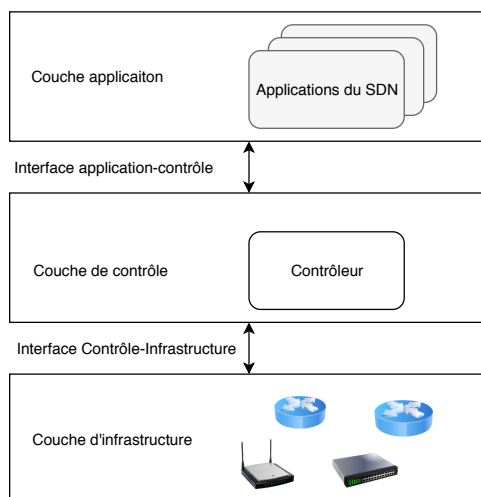 Couche applicaiton
Applications du SDN
Interface application-contrôle
Couche de contrôle
Contrôleur
Interface Contrôle-Infrastructure
Couche d'infrastructure